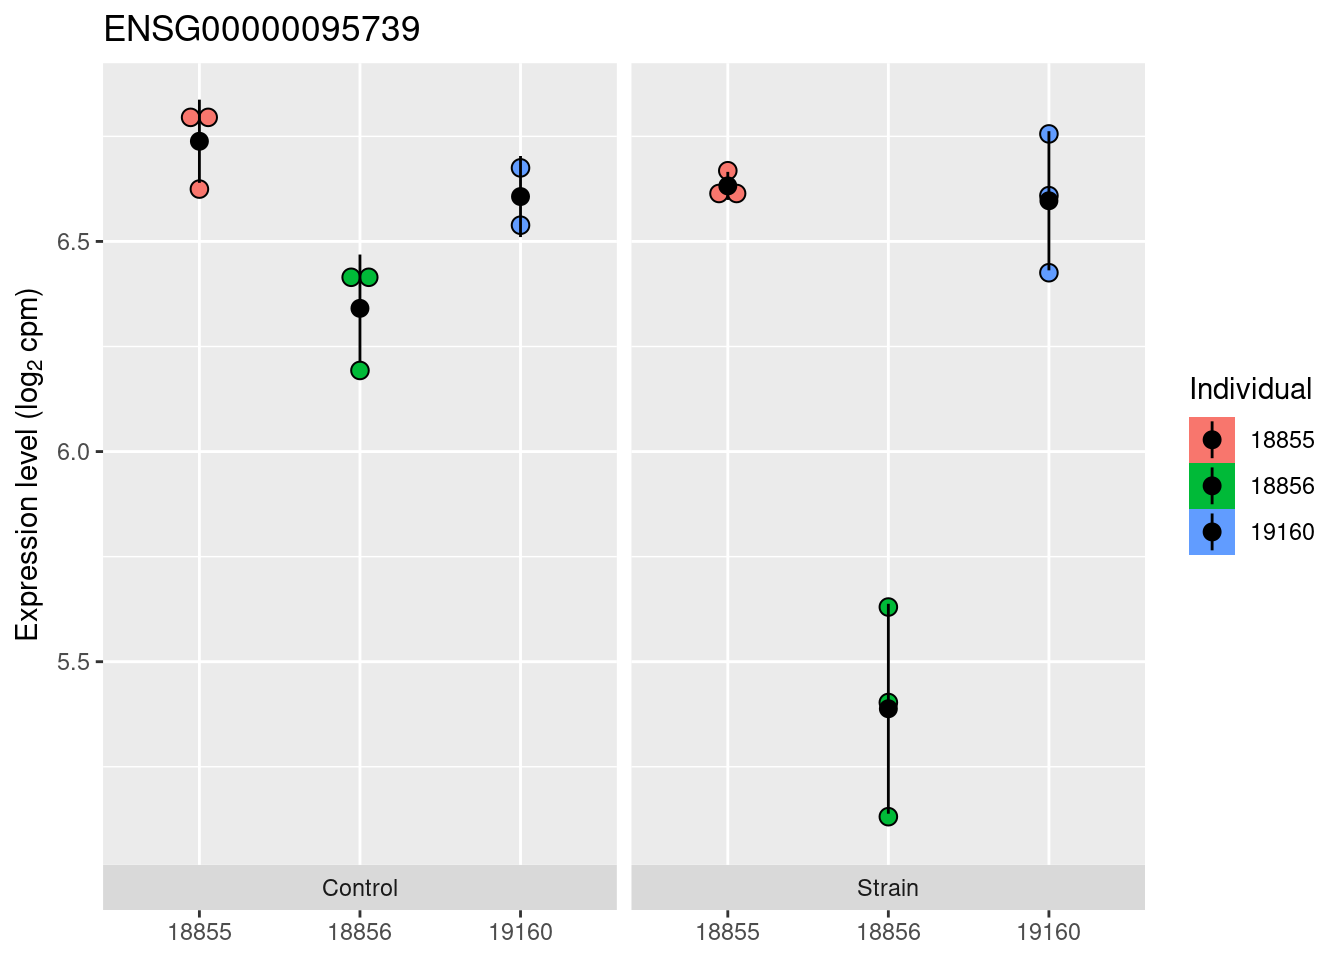 ENSG00000095739
Expression level (log₂ cpm)
6.5
6.0
5.5
Control
Strain
18855
18856
19160
18855
18856
19160
Individual
18855
18856
19160